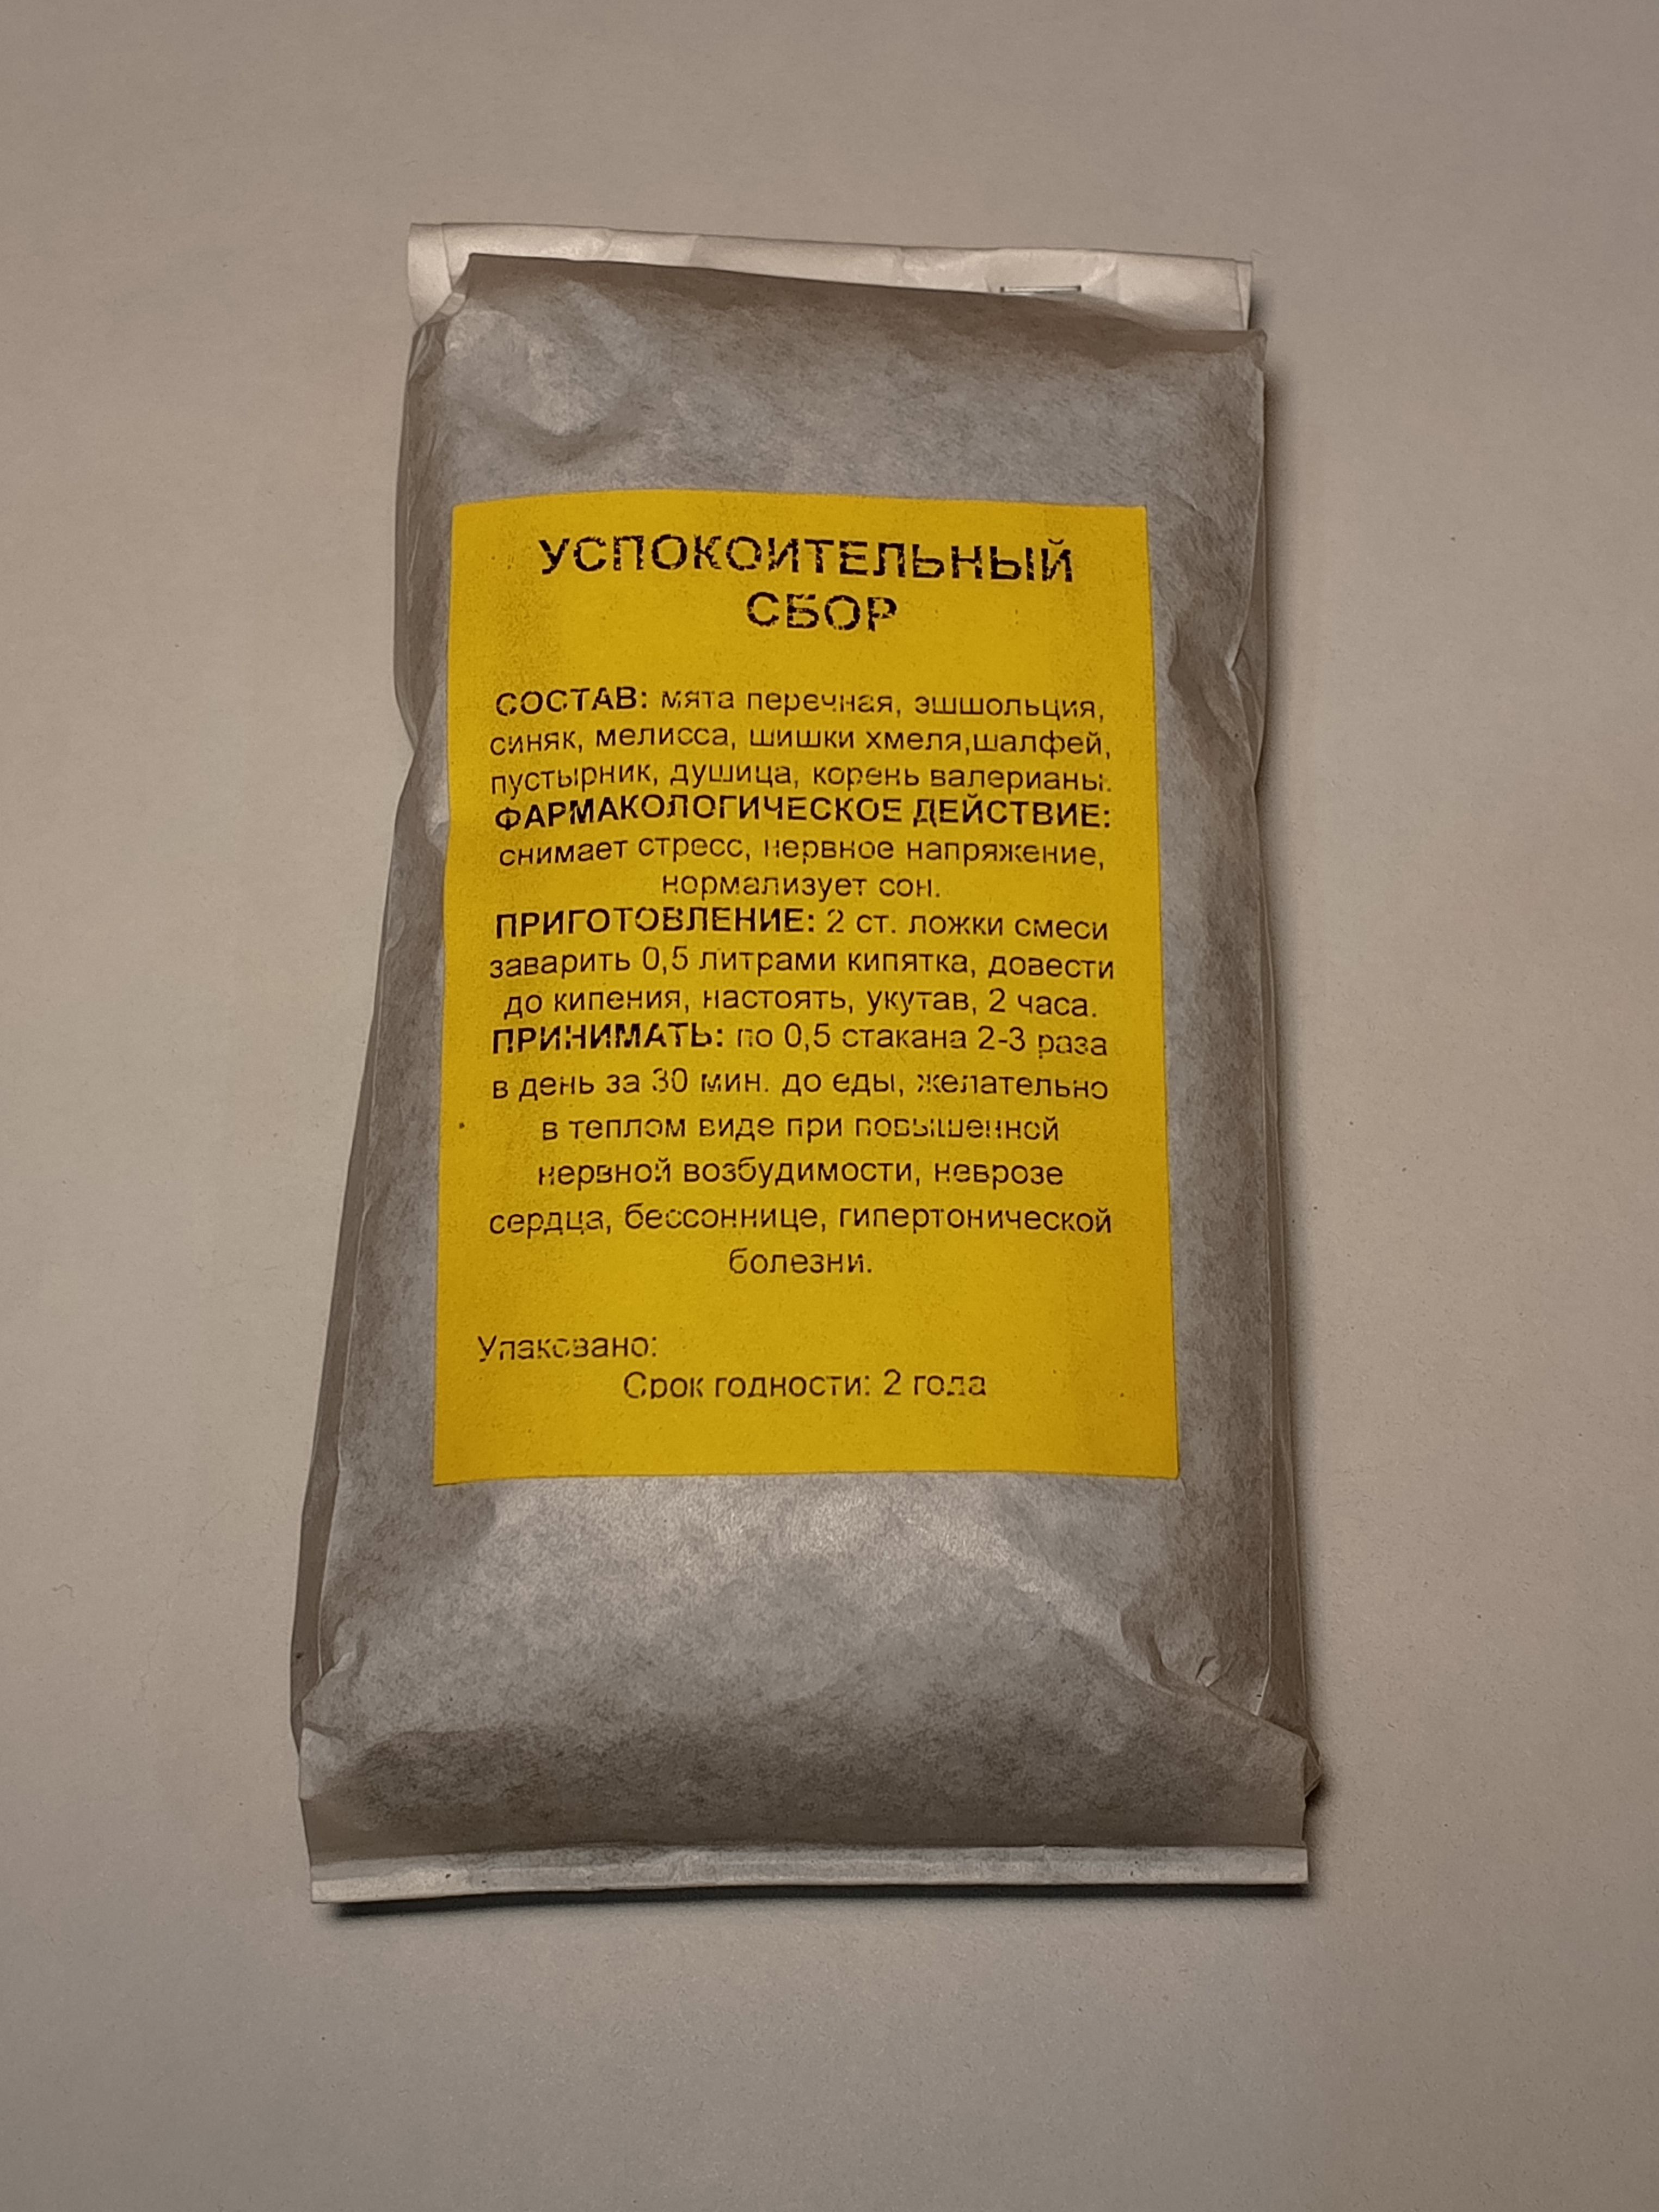 УСПОКОИТЕЛЬНЫЙ
СБОР
СОСТАВ: мята перечная, эшшольция,
синяк, мелисса, шишки хмеля,шалфей,
пустырник, душица, корень валерианы.
ФАРМАКОЛОГИЧЕСКОЕ ДЕЙСТВИЕ:
снимает стресс, нервное напряжение,
нормализует сон.
ПРИГОТОВЛЕНИЕ: 2 ст. ложки смеси
заварить 0,5 литрами кипятка, довести
до кипения, настоять, укутав, 2 часа.
ПРИНИМАТЬ: по 0,5 стакана 2-3 раза
в день за 30 мин. до еды, желательно
в теплом виде при повышенной
нервной возбудимости, неврозе
сердца, бессоннице, гипертонической
болезни.
Упаковано:
Срок годности: 2 года